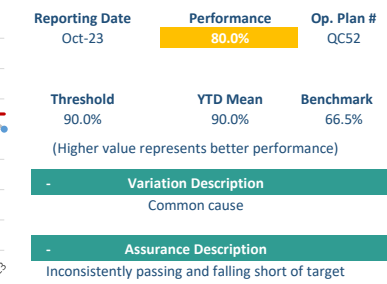 Reporting Date Performance Op. Plan #
Oct-23 80.0% QC52
Threshold YTD Mean Benchmark
90.0% 90.0% 66.5%
(Higher value represents better performance)
- Variation Description
Common cause
- Assurance Description
Inconsistently passing and falling short of target